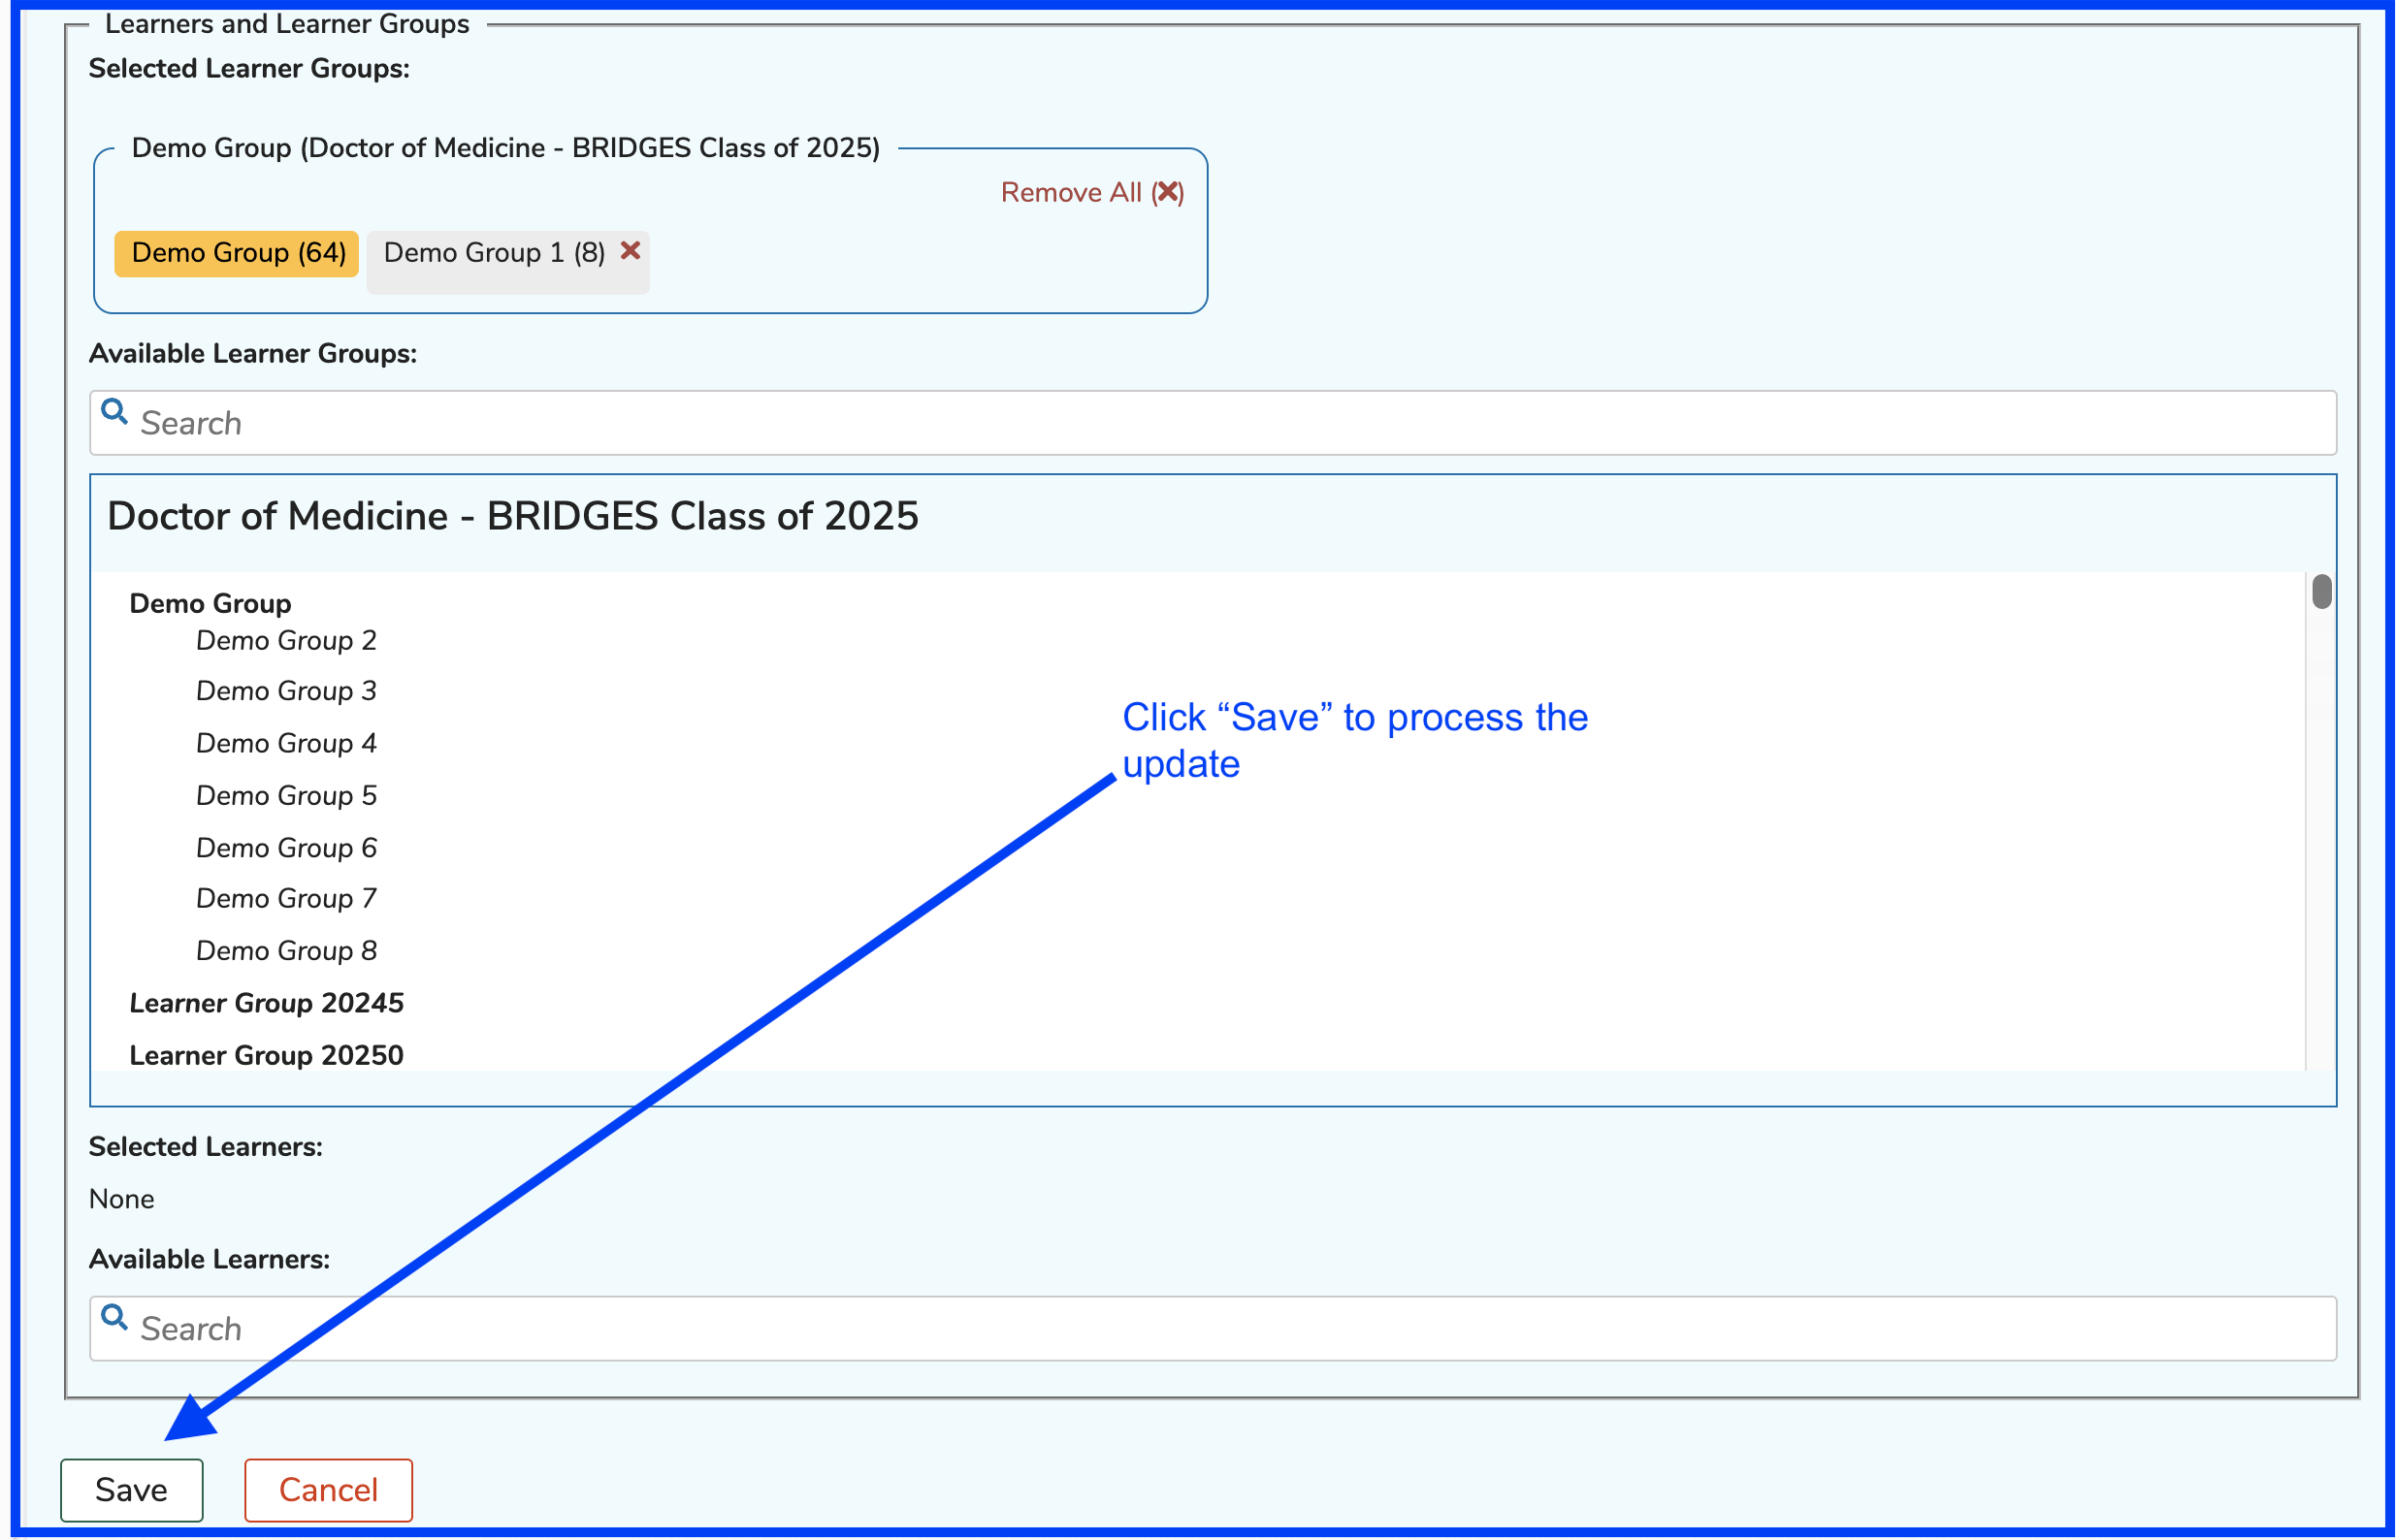 Learners and Learner Groups
Selected Learner Groups:
Demo Group (Doctor of Medicine - BRIDGES Class of 2025)
Remove All (✖)
Demo Group (64) Demo Group 1 (8) ✖
Available Learner Groups:
Search
Doctor of Medicine - BRIDGES Class of 2025
Demo Group
Demo Group 2
Demo Group 3
Demo Group 4
Demo Group 5
Demo Group 6
Demo Group 7
Demo Group 8
Learner Group 20245
Learner Group 20250
Click “Save” to process the
update
Selected Learners:
None
Available Learners:
Search
Save Cancel